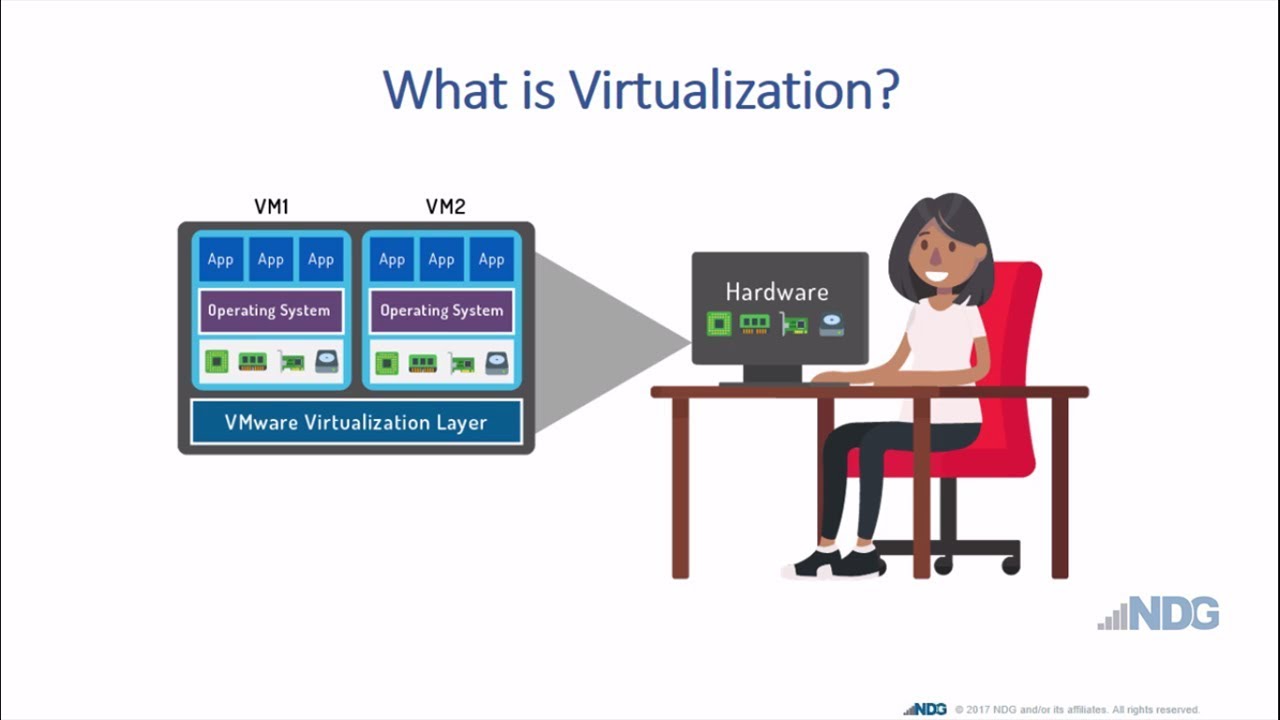 What is Virtualization?
VM1 VM2
App App App App App App
Operating System Operating System
VMware Virtualization Layer
Hardware
NDG
NDG © 2017 NDG and/or its affiliates. All rights reserved.